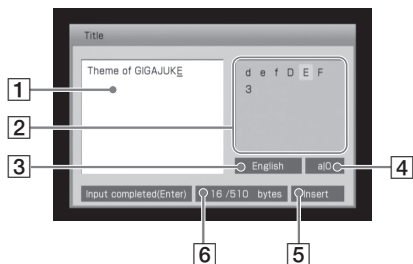 Title
Theme of GIGAJUKE
d e f D E F
3
1
2
3
English
a|0
4
Input completed(Enter)
16 /510 bytes
Insert
6
5